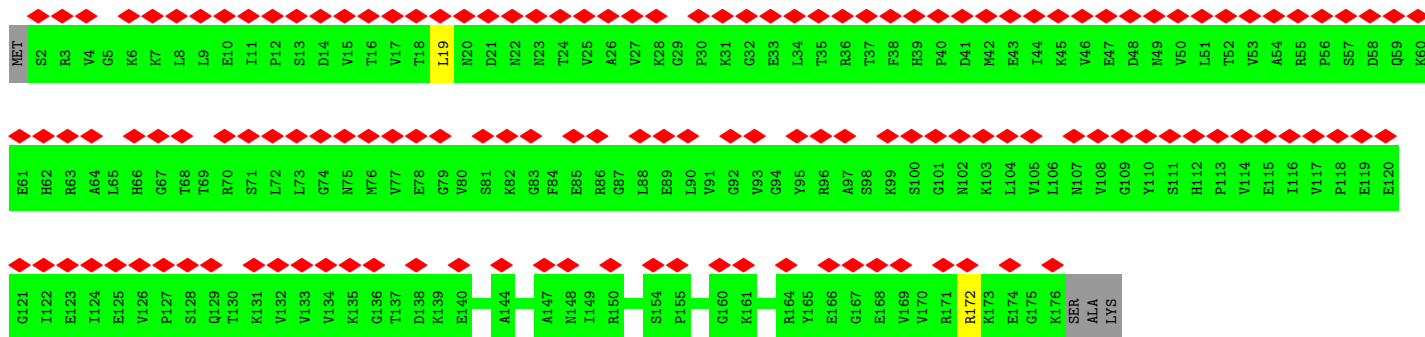 MET S2 R3 V4 G5 K6 K7 L8 L9 E10 I11 P12 S13 D14 V15 T16 V17 T18 L19 N20 D21 N22 N23 T24 V25 A26 V27 K28 G29 P30 K31 G32 E33 L34 T35 R36 T37 F38 H39 P40 D41 M42 E43 I44 K45 V46 E47 D48 N49 V50 L51 T52 V53 A54 R55 P56 S57 D58 Q59 K60
E61 H62 R63 A64 L65 H66 G67 T68 T69 R70 S71 L72 L73 G74 N75 M76 V77 E78 G79 V80 S81 K82 G83 F84 E85 R86 G87 L88 E89 L90 V91 G92 V93 G94 Y95 R96 A97 S98 K99 S100 G101 N102 K103 L104 V105 L106 N107 V108 G109 Y110 S111 H112 P113 V114 E115 I116 V117 P118 E119 E120
G121 I122 E123 I124 E125 V126 P127 S128 Q129 T130 K131 V132 V133 V134 K135 G136 T137 D138 K139 E140 A144 A147 N148 I149 R150 S154 P155 G160 K161 R164 Y165 E166 G167 E168 V169 V170 R171 R172 K173 E174 G175 K176 SER ALA LYS